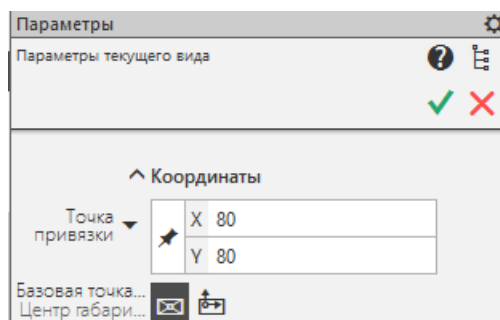 Параметры
Параметры текущего вида
Координаты
Точка
привязки
X 80
Y 80
Базовая точка...
Центр габари...